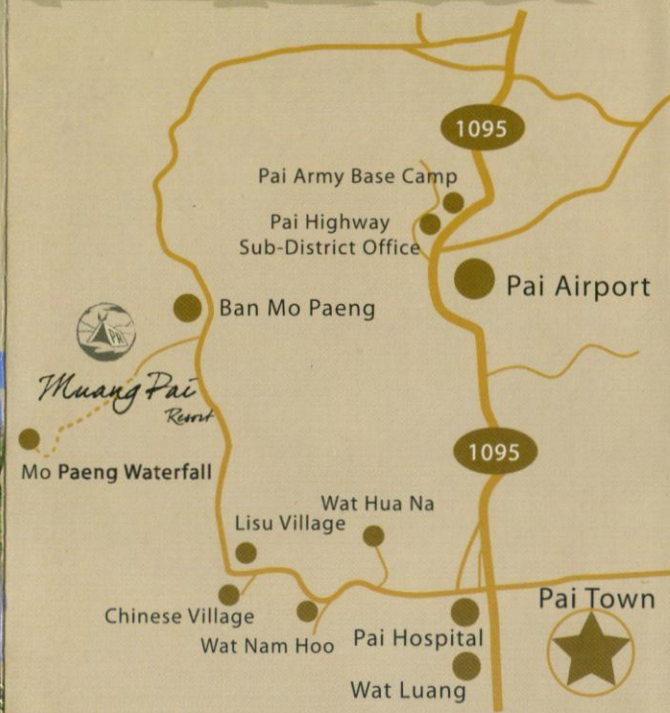 1095
Pai Army Base Camp
Pai Highway
Sub-District Office
Pai Airport
Ban Mo Paeng
PAI
Muang Pai
Resort
1095
Mo Paeng Waterfall
Wat Hua Na
Lisu Village
Pai Town
Chinese Village
Wat Nam Hoo
Pai Hospital
Wat Luang